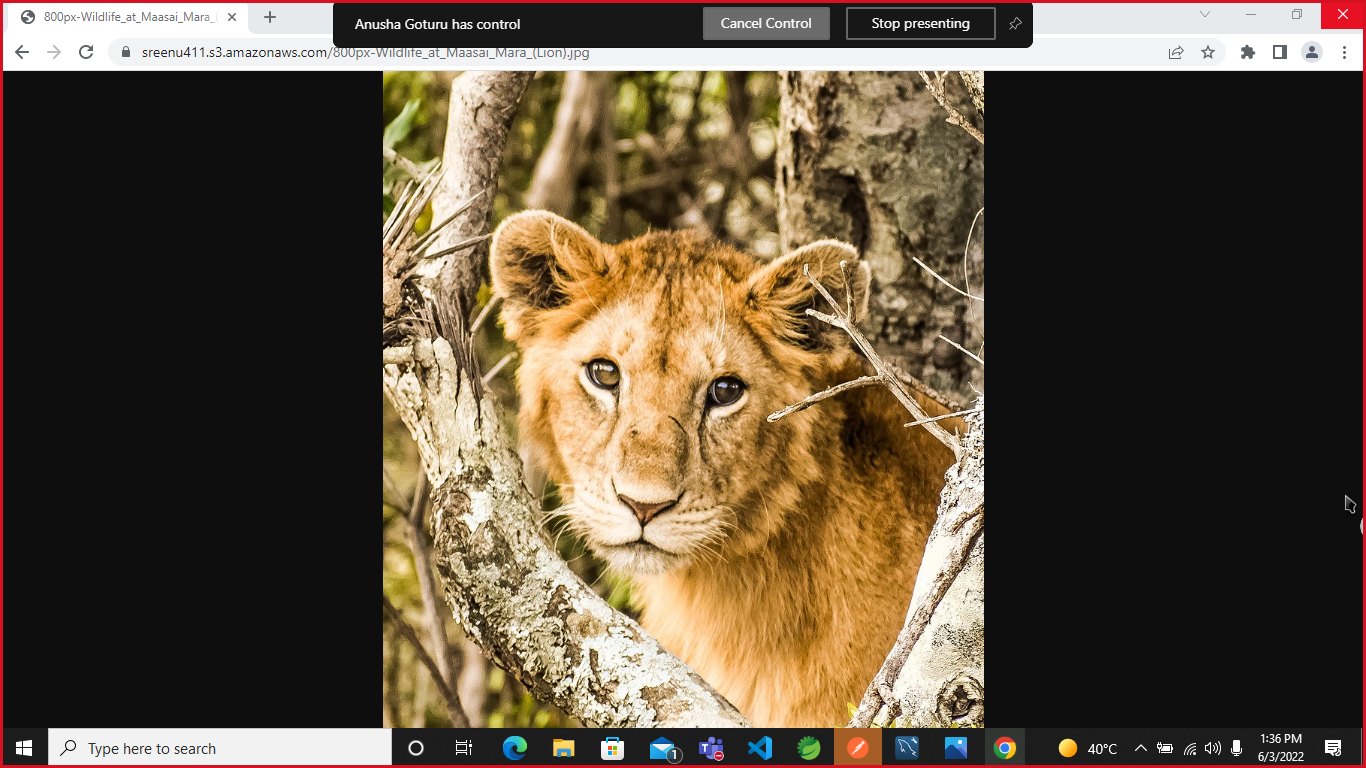 800px-Wildlife_at_Maasai_Mara_
Anusha Goturu has control
Cancel Control
Stop presenting
sreenu411.s3.amazonaws.com/800px-Wildlife_at_Maasai_Mara_(Lion).jpg
Type here to search
1
40°C
1:36 PM
6/3/2022